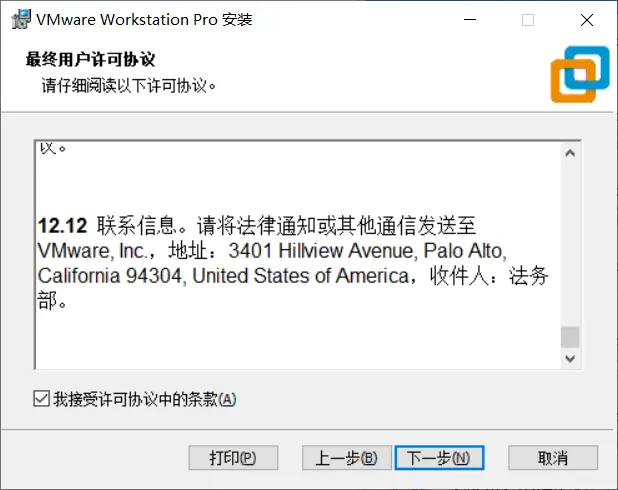 VMware Workstation Pro 安装
最终用户许可协议
请仔细阅读以下许可协议。
议。
12.12 联系信息。请将法律通知或其他通信发送至
VMware, Inc.，地址：3401 Hillview Avenue, Palo Alto,
California 94304, United States of America，收件人：法务
部。
我接受许可协议中的条款(A)
打印(P) 上一步(B) 下一步(N) 取消